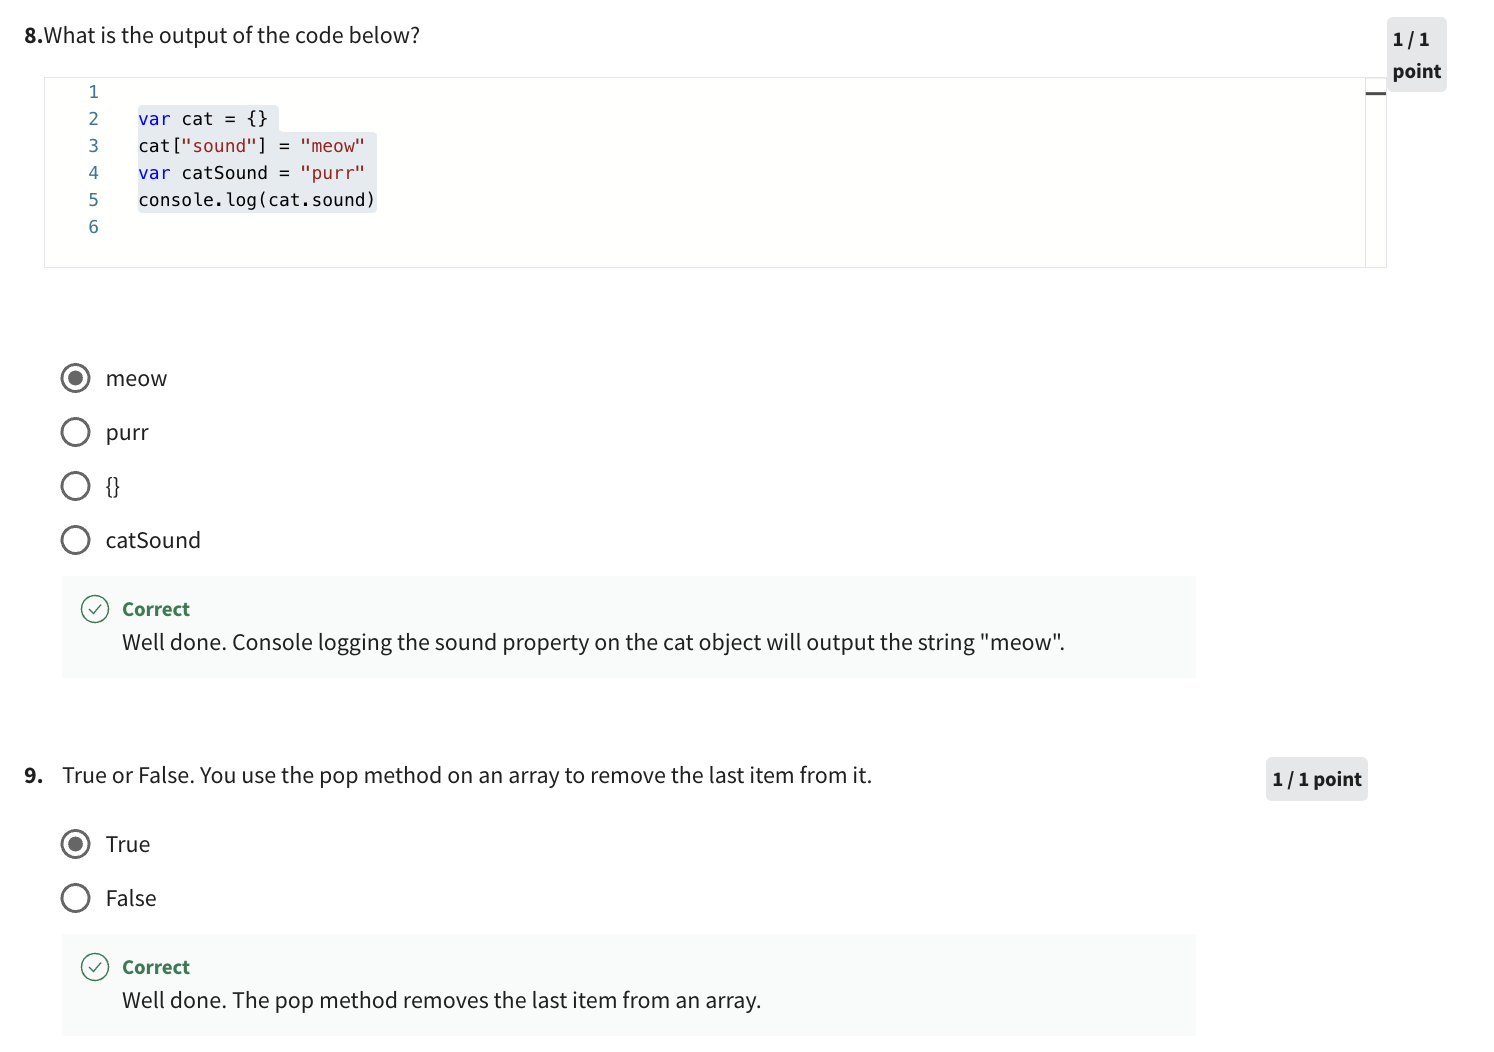 8.What is the output of the code below?
1 / 1
point
1
2 var cat = {}
3 cat["sound"] = "meow"
4 var catSound = "purr"
5 console.log(cat.sound)
6
meow
purr
{}
catSound
Correct
Well done. Console logging the sound property on the cat object will output the string "meow".
9. True or False. You use the pop method on an array to remove the last item from it.
1 / 1 point
True
False
Correct
Well done. The pop method removes the last item from an array.